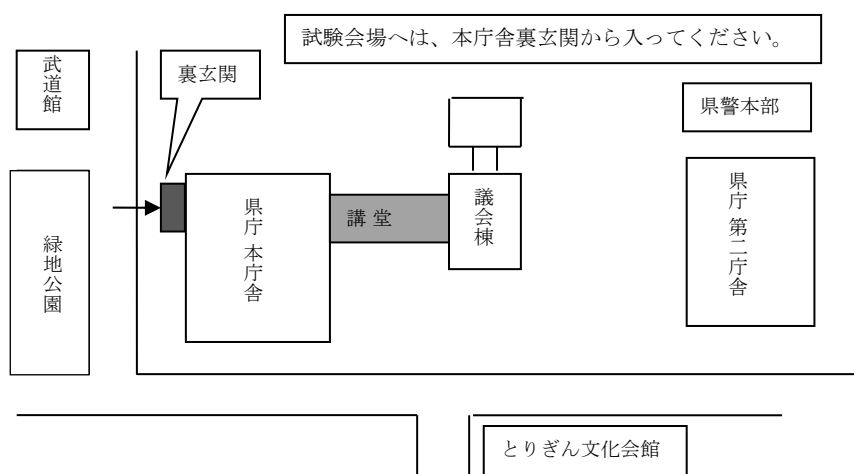 試験会場へは、本庁舎裏玄関から入ってください。
武道館
裏玄関
県警本部
緑地公園
県庁 本庁舎
講 堂
議会棟
県庁 第二庁舎
とりぎん文化会館